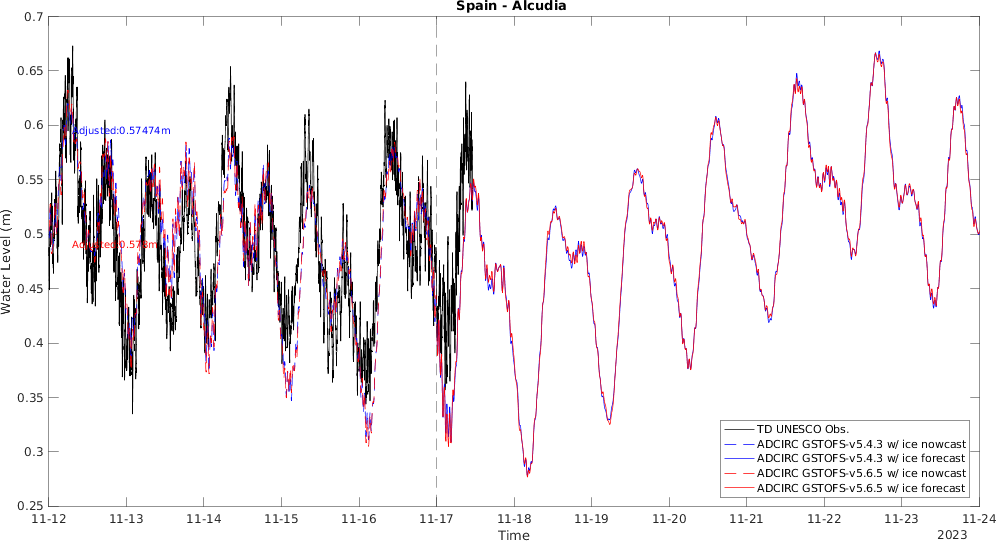 Spain - Alcudia
0.7
0.65
0.6
0.55
0.5
0.45
0.4
0.35
0.3
0.25
Water Level (m)
Adjusted:0.57474m
Adjusted:0.573m
TD UNESCO Obs.
ADCIRC GSTOFS-v5.4.3 w/ ice nowcast
ADCIRC GSTOFS-v5.4.3 w/ ice forecast
ADCIRC GSTOFS-v5.6.5 w/ ice nowcast
ADCIRC GSTOFS-v5.6.5 w/ ice forecast
11-12 11-13 11-14 11-15 11-16 11-17 11-18 11-19 11-20 11-21 11-22 11-23 11-24
Time
2023